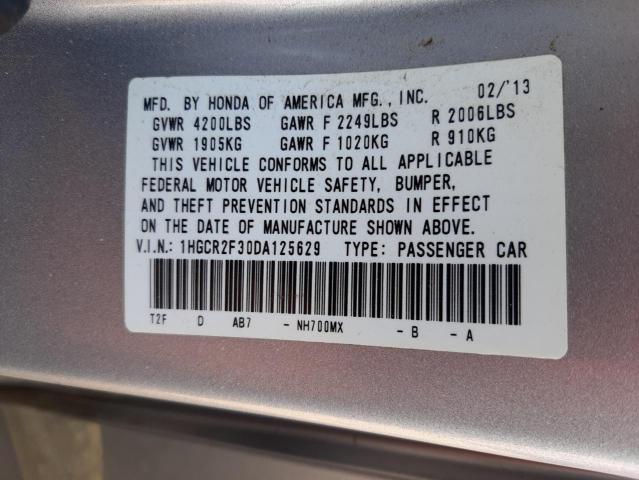 MFD. BY HONDA OF AMERICA MFG., INC. 02/'13
GVWR 4200LBS GAWR F 2249LBS R 2006LBS
GVWR 1905KG GAWR F 1020KG R 910KG
THIS VEHICLE CONFORMS TO ALL APPLICABLE
FEDERAL MOTOR VEHICLE SAFETY, BUMPER,
AND THEFT PREVENTION STANDARDS IN EFFECT
ON THE DATE OF MANUFACTURE SHOWN ABOVE.
V.I.N.: 1HGCR2F30DA125629 TYPE: PASSENGER CAR
T2F D AB7 - NH700MX - B - A